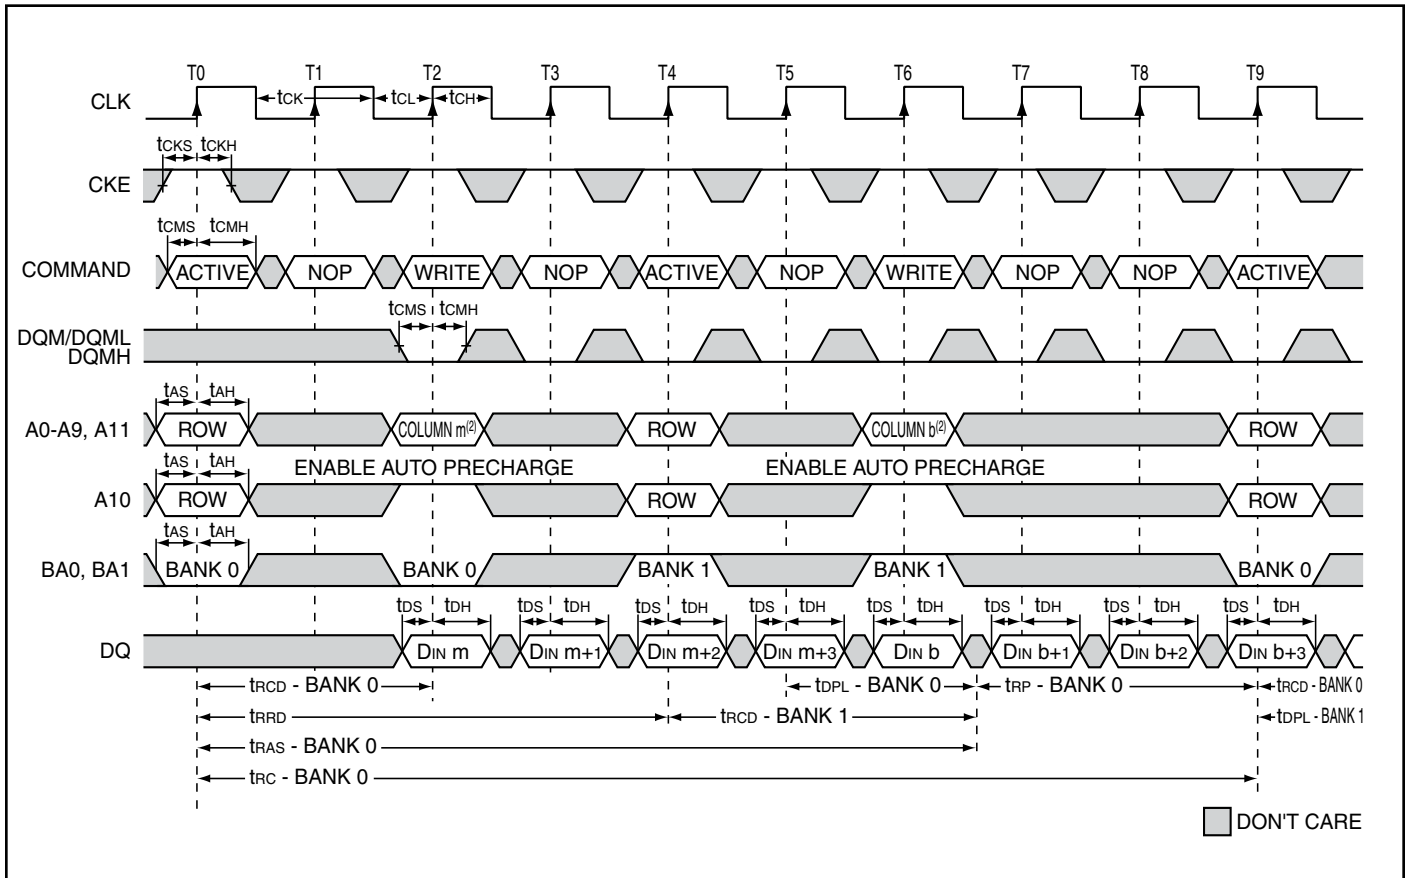 T0 T1 T2 T3 T4 T5 T6 T7 T8 T9
CLK tCK tCL tCH
tCKS tCKH
CKE
tCMS tCMH
COMMAND ACTIVE NOP WRITE NOP ACTIVE NOP WRITE NOP NOP ACTIVE
tCMS tCMH
DQM/DQML
DQMH
tAS tAH
A0-A9, A11 ROW COLUMN m(2) ROW COLUMN b(2) ROW
tAS tAH ENABLE AUTO PRECHARGE ENABLE AUTO PRECHARGE
A10 ROW ROW ROW
tAS tAH
BA0, BA1 BANK 0 BANK 0 BANK 1 BANK 1 BANK 0
tDS tDH tDS tDH tDS tDH tDS tDH tDS tDH tDS tDH tDS tDH tDS tDH
DQ DIN m DIN m+1 DIN m+2 DIN m+3 DIN b DIN b+1 DIN b+2 DIN b+3
tRCD - BANK 0 tDPL - BANK 0 tRP - BANK 0 tRCD - BANK 0
tRRD tRCD - BANK 1 tDPL - BANK 1
tRAS - BANK 0
tRC - BANK 0
DON'T CARE